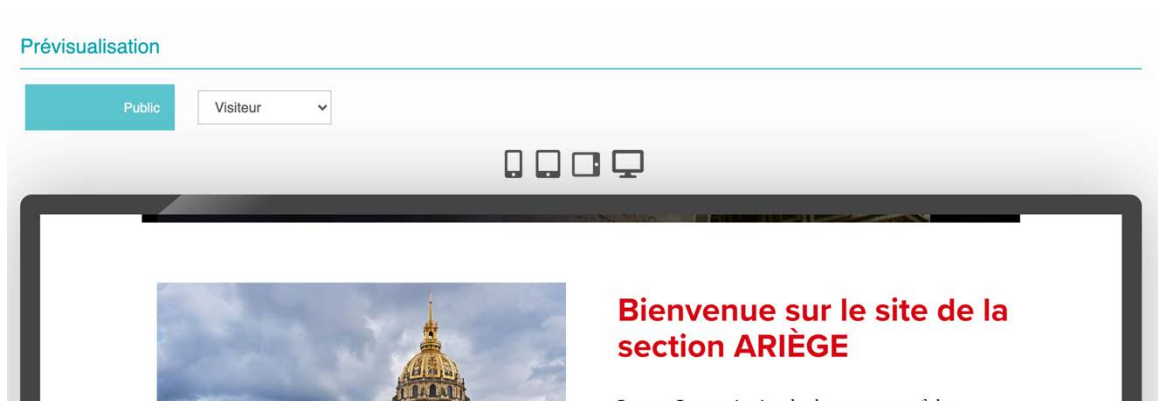 Prévisualisation
Public
Visiteur
Bienvenue sur le site de la
section ARIÈGE